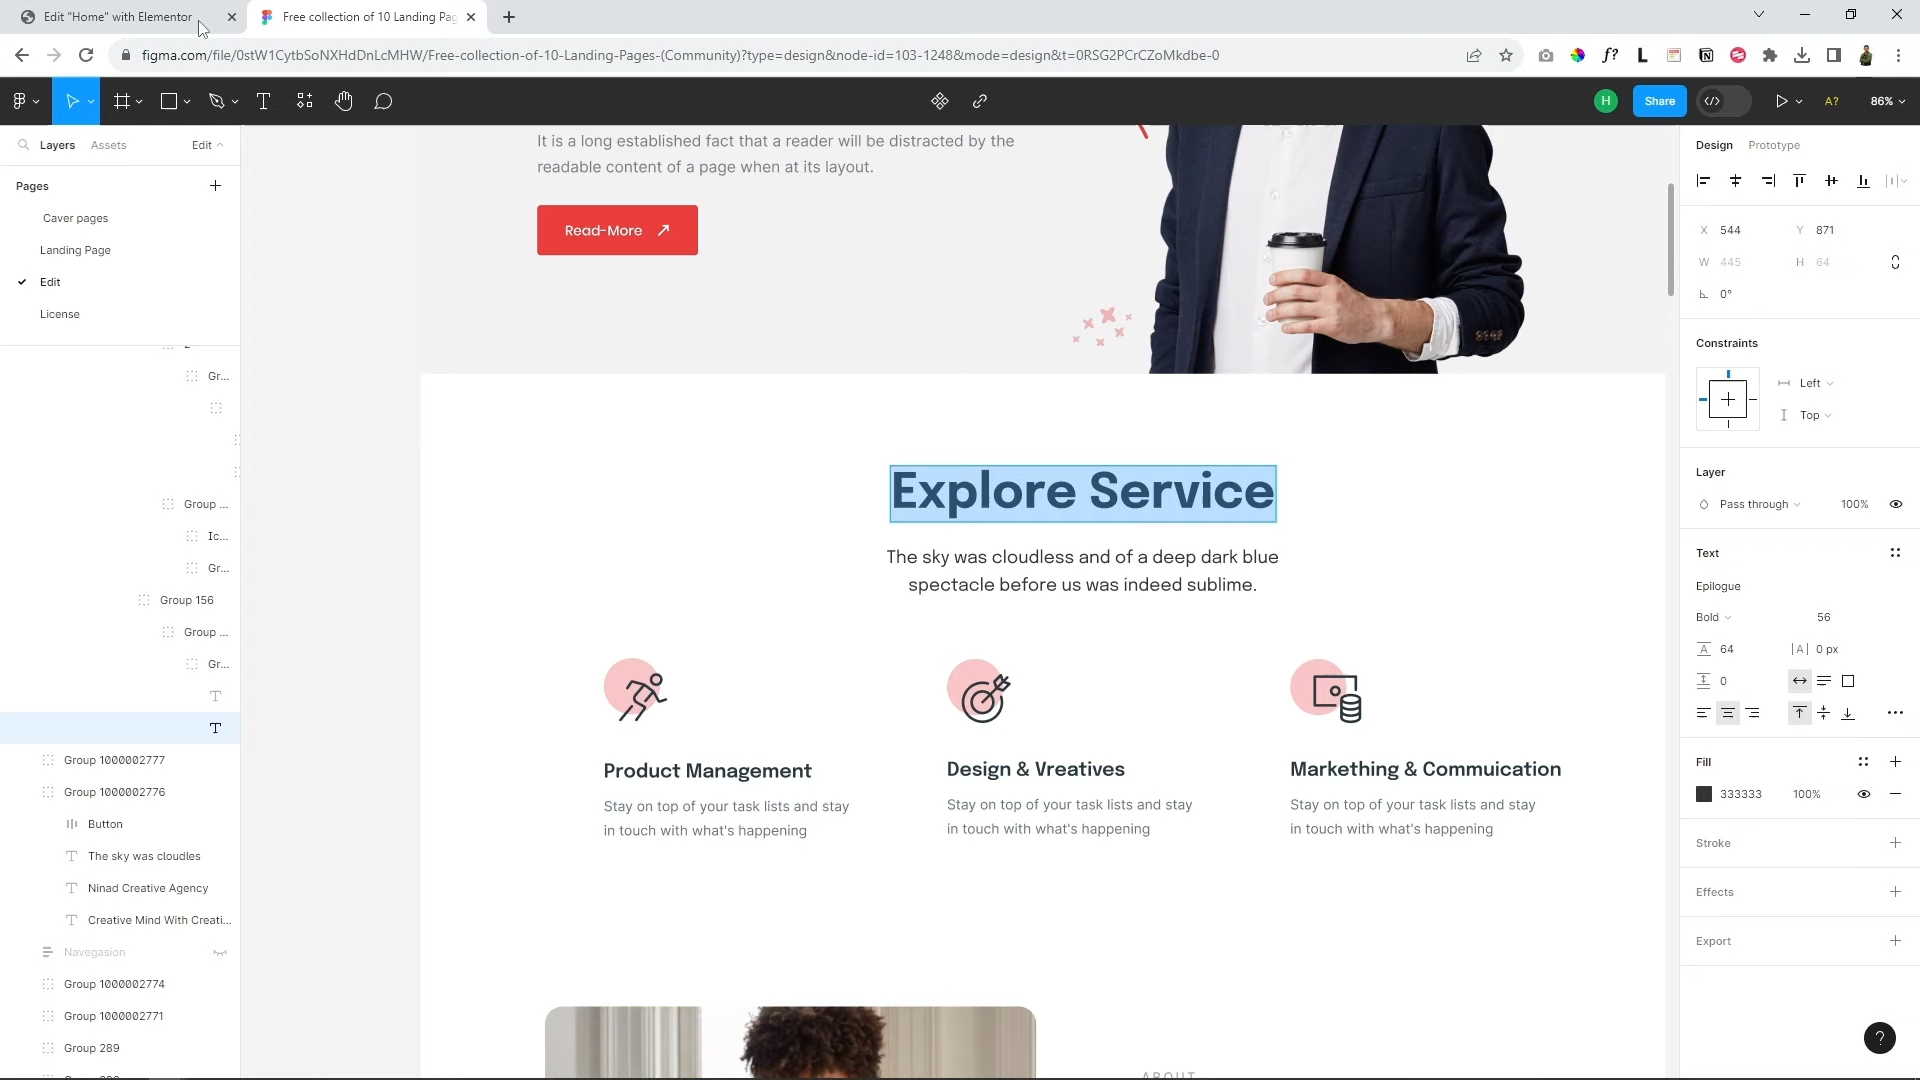 Edit "Home" with Elementor
Free collection of 10 Landing Pag
figma.com/file/0stW1CytbSoNXHdDnLcMHW/Free-collection-of-10-Landing-Pages-(Community)?type=design&node-id=103-1248&mode=design&t=0RSG2PCrCZoMkdbe-0
H
Share
A?
86%
Layers
Assets
Edit
Pages
Caver pages
Landing Page
Edit
License
Gr...
Group ...
Ic...
Gr...
Group 156
Group ...
Gr...
Group 1000002777
Group 1000002776
Button
The sky was cloudles
Ninad Creative Agency
Creative Mind With Creati...
Navegasion
Group 1000002774
Group 1000002771
Group 289
It is a long established fact that a reader will be distracted by the
readable content of a page when at its layout.
Read-More
Explore Service
The sky was cloudless and of a deep dark blue
spectacle before us was indeed sublime.
Product Management
Stay on top of your task lists and stay
in touch with what's happening
Design & Vreatives
Stay on top of your task lists and stay
in touch with what's happening
Markething & Commuication
Stay on top of your task lists and stay
in touch with what's happening
ABOUT
Design
Prototype
X 544
Y 871
W 445
H 64
0°
Constraints
Left
Top
Layer
Pass through
100%
Text
Epilogue
Bold
56
64
0 px
0
Fill
333333
100%
Stroke
Effects
Export
?